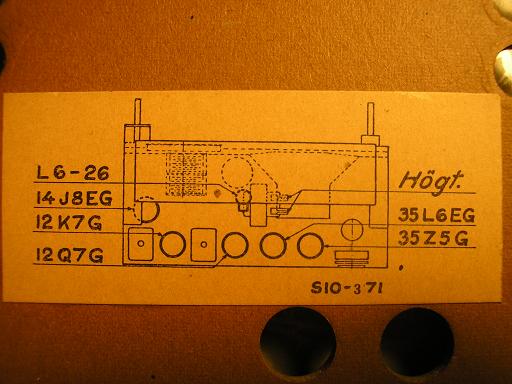 L6-26
14J8EG
12K7G
12Q7G
Högt.
35L6EG
35Z5G
S10-371